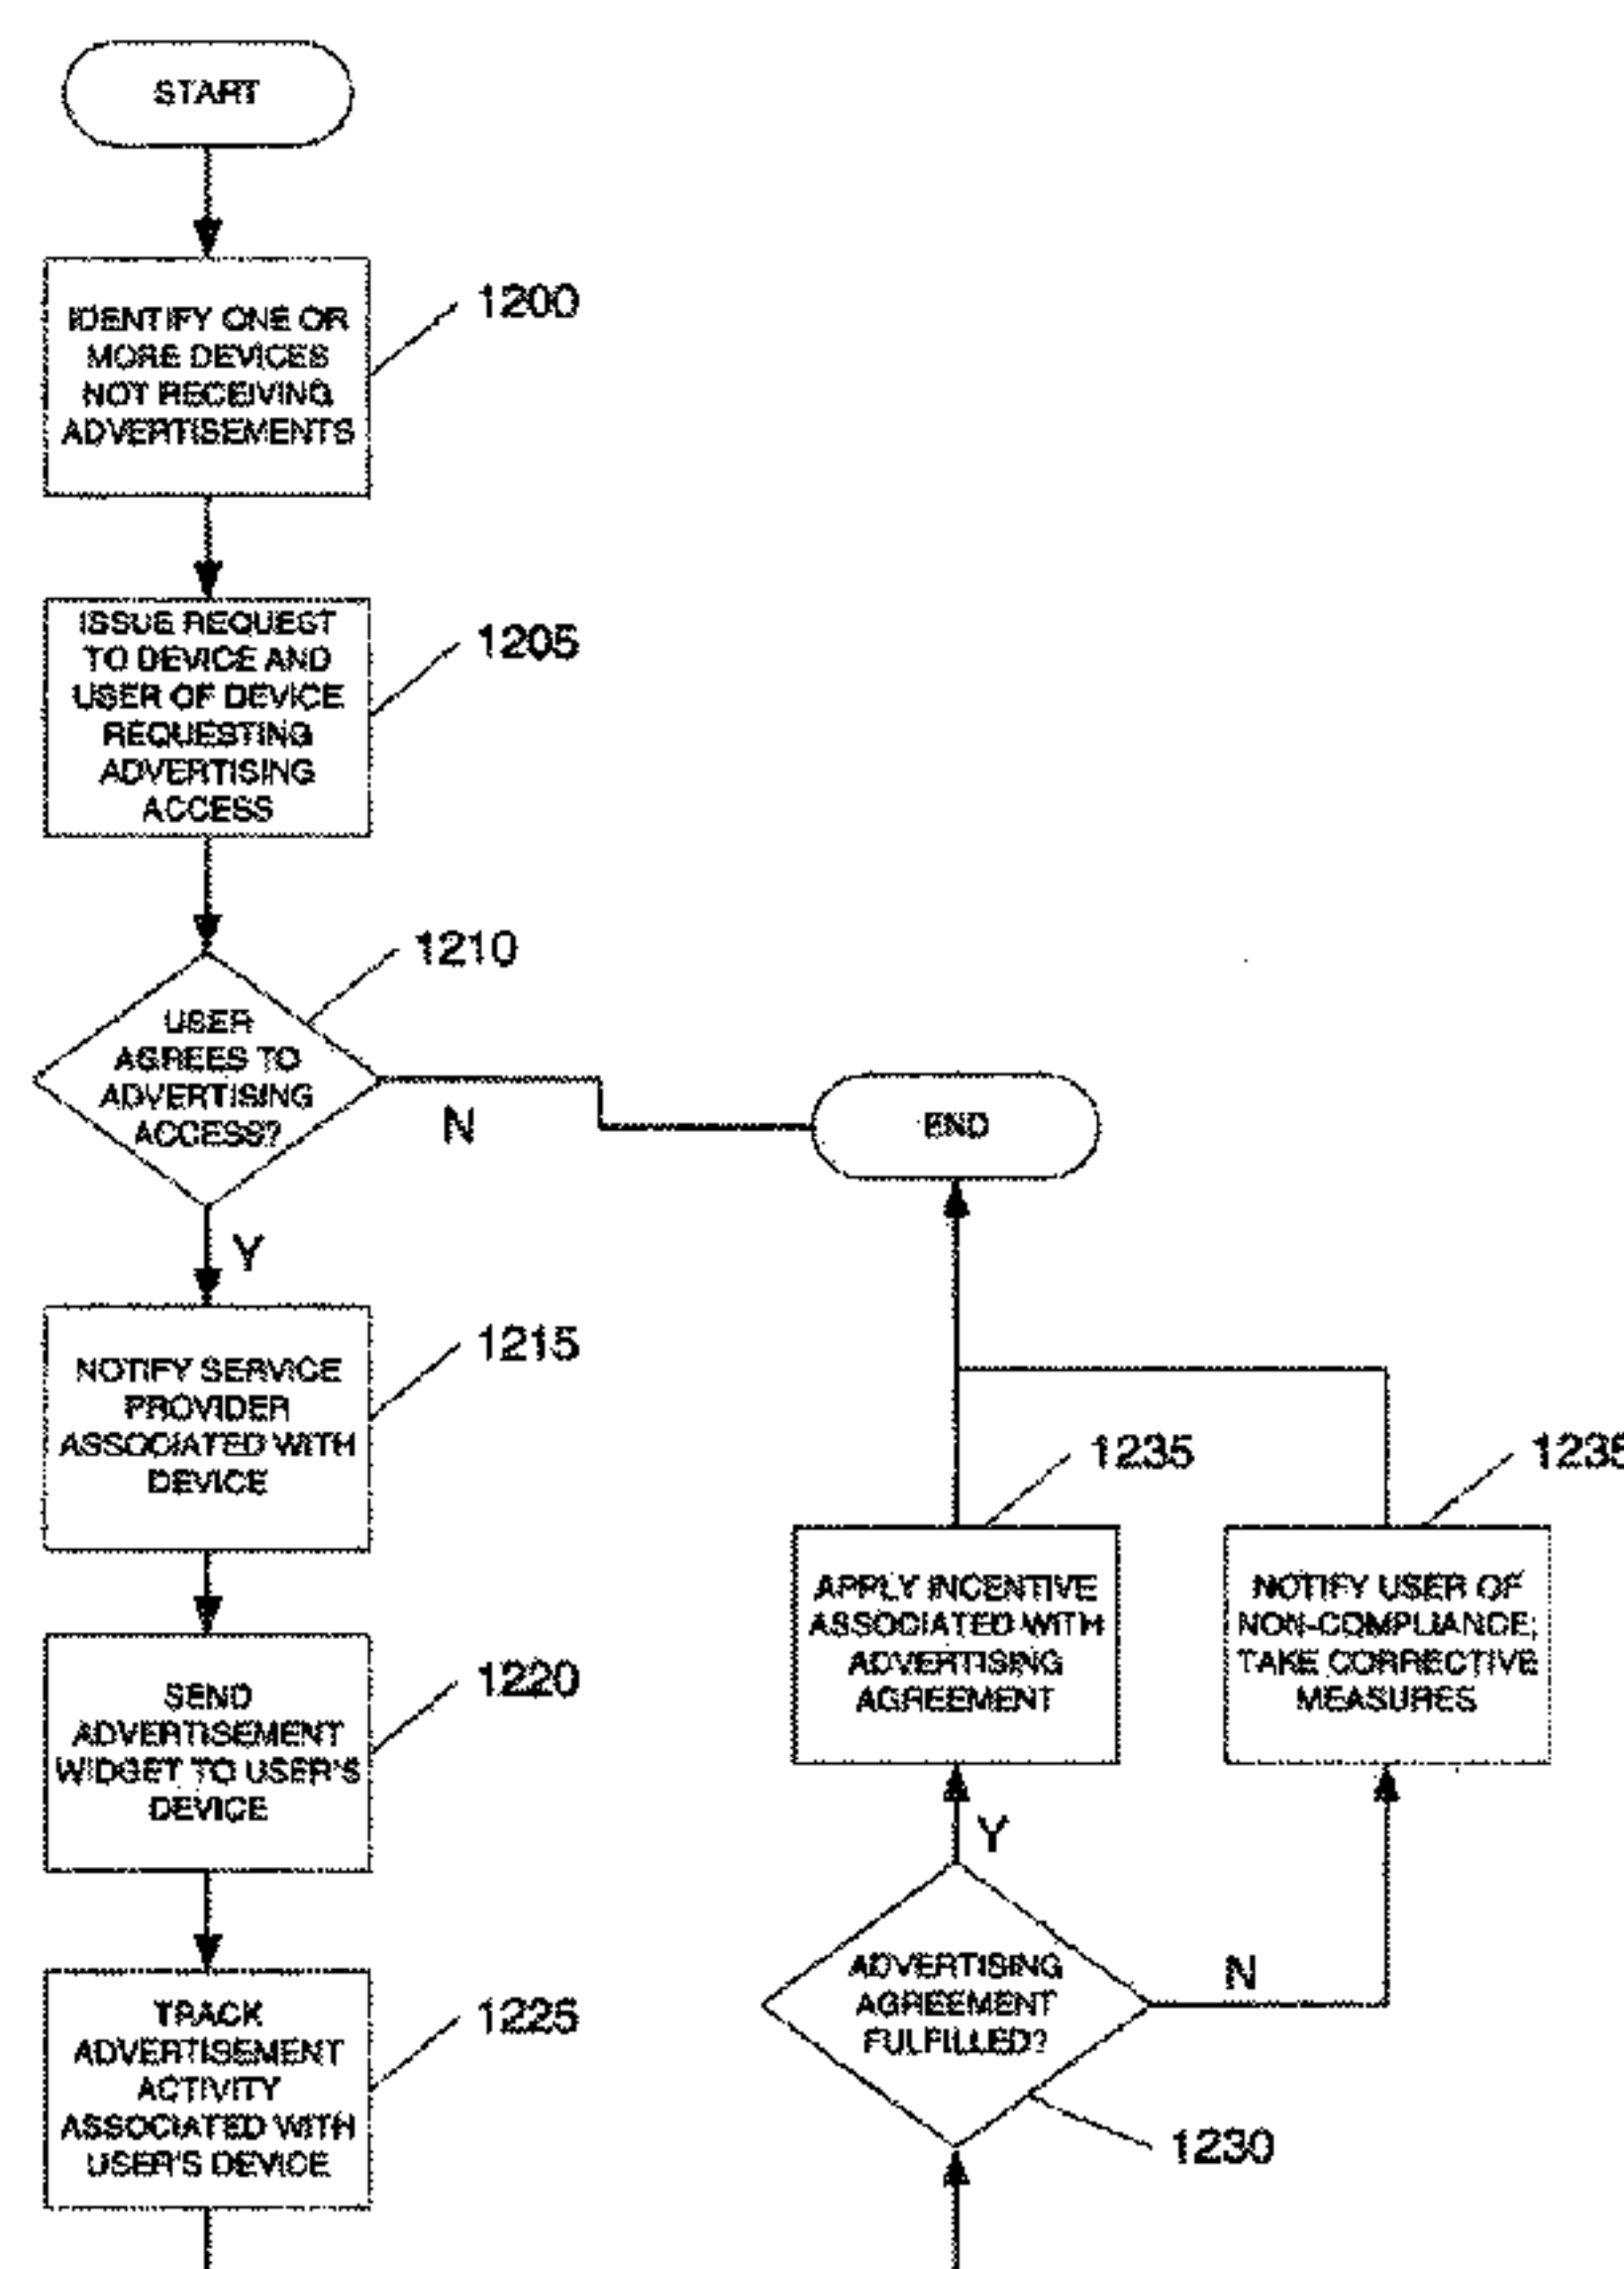 START
IDENTIFY ONE OR
MORE DEVICES
NOT RECEIVING
ADVERTISEMENTS
1200
ISSUE REQUEST
TO DEVICE AND
USER OF DEVICE
REQUESTING
ADVERTISING
ACCESS
1205
USER
AGREES TO
ADVERTISING
ACCESS?
1210
N
END
Y
NOTIFY SERVICE
PROVIDER
ASSOCIATED WITH
DEVICE
1215
SEND
ADVERTISEMENT
WIDGET TO USER'S
DEVICE
1220
TRACK
ADVERTISEMENT
ACTIVITY
ASSOCIATED WITH
USER'S DEVICE
1225
APPLY INCENTIVE
ASSOCIATED WITH
ADVERTISING
AGREEMENT
1235
NOTIFY USER OF
NON-COMPLIANCE;
TAKE CORRECTIVE
MEASURES
1235
Y
ADVERTISING
AGREEMENT
FULFILLED?
N
1230